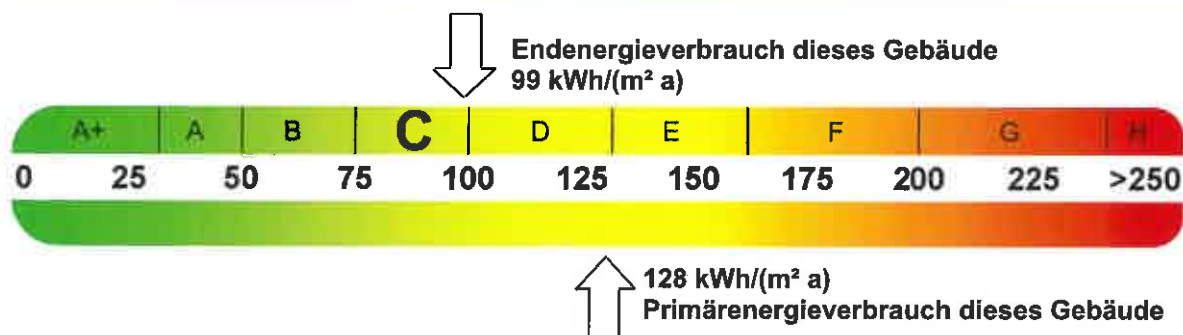 Endenergieverbrauch dieses Gebäude
99 kWh/(m² a)
A+ A B C D E F G H
0 25 50 75 100 125 150 175 200 225 >250
128 kWh/(m² a)
Primärenergieverbrauch dieses Gebäude